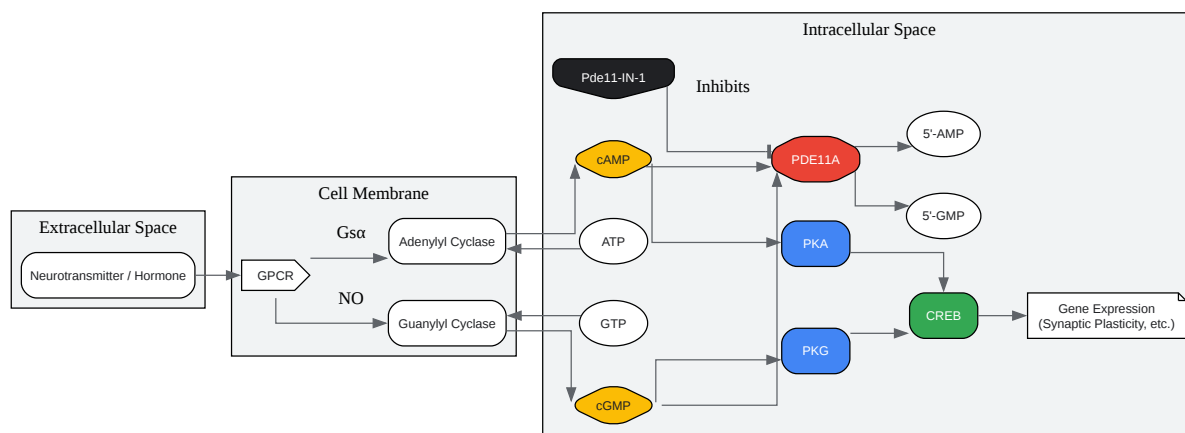 Intracellular Space
Pde11-IN-1
Inhibits
5'-AMP
cAMP
PDE11A
Cell Membrane
Extracellular Space
Gsα
5'-GMP
Adenylyl Cyclase
ATP
PKA
Neurotransmitter / Hormone
GPCR
NO
Guanylyl Cyclase
GTP
CREB
Gene Expression
(Synaptic Plasticity, etc.)
PKG
cGMP